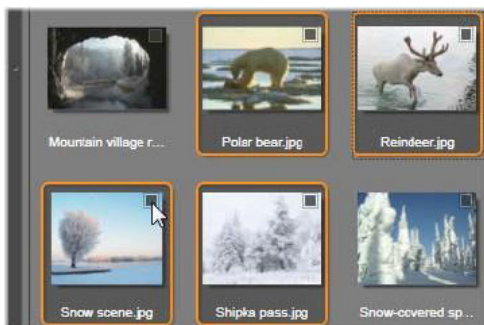 Mountain village r...
Polar bear.jpg
Reindeer.jpg
Snow scene.jpg
Shipka pass.jpg
Snow-covered sp...